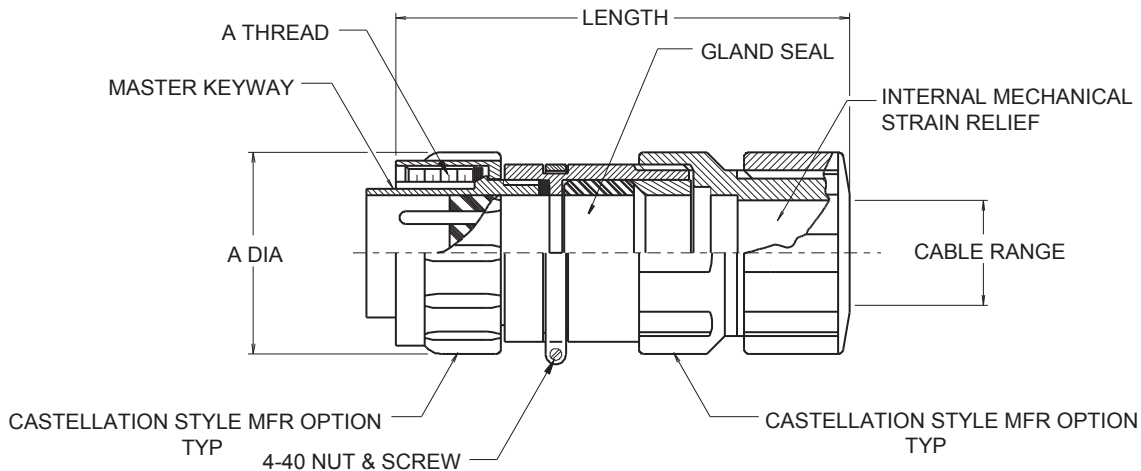 LENGTH
A THREAD
GLAND SEAL
MASTER KEYWAY
INTERNAL MECHANICAL
STRAIN RELIEF
A DIA
CABLE RANGE
CASTELLATION STYLE MFR OPTION
TYP
CASTELLATION STYLE MFR OPTION
TYP
4-40 NUT & SCREW